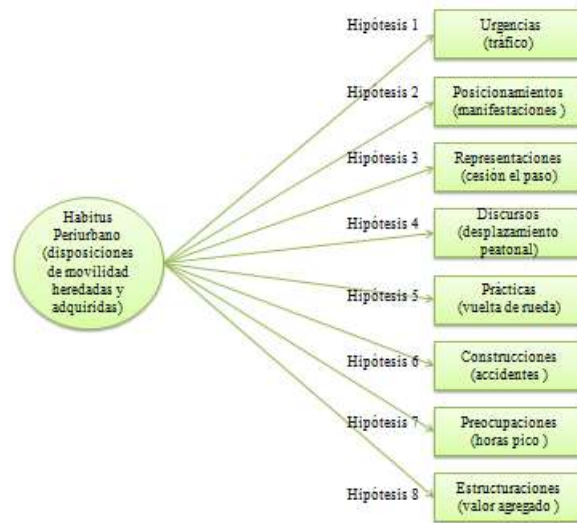 Hipótesis 1
Urgencias
(tráfico)
Hipótesis 2
Posicionamientos
(manifestaciones )
Hipótesis 3
Representaciones
(cesión el paso)
Hipótesis 4
Discursos
(desplazamiento
peatonal)
Habitus
Periurbano
(disposiciones
de movilidad
heredadas y
adquiridas)
Hipótesis 5
Prácticas
(vuelta de rueda)
Hipótesis 6
Construcciones
(accidentes )
Hipótesis 7
Preocupaciones
(horas pico )
Hipótesis 8
Estructuraciones
(valor agregado )